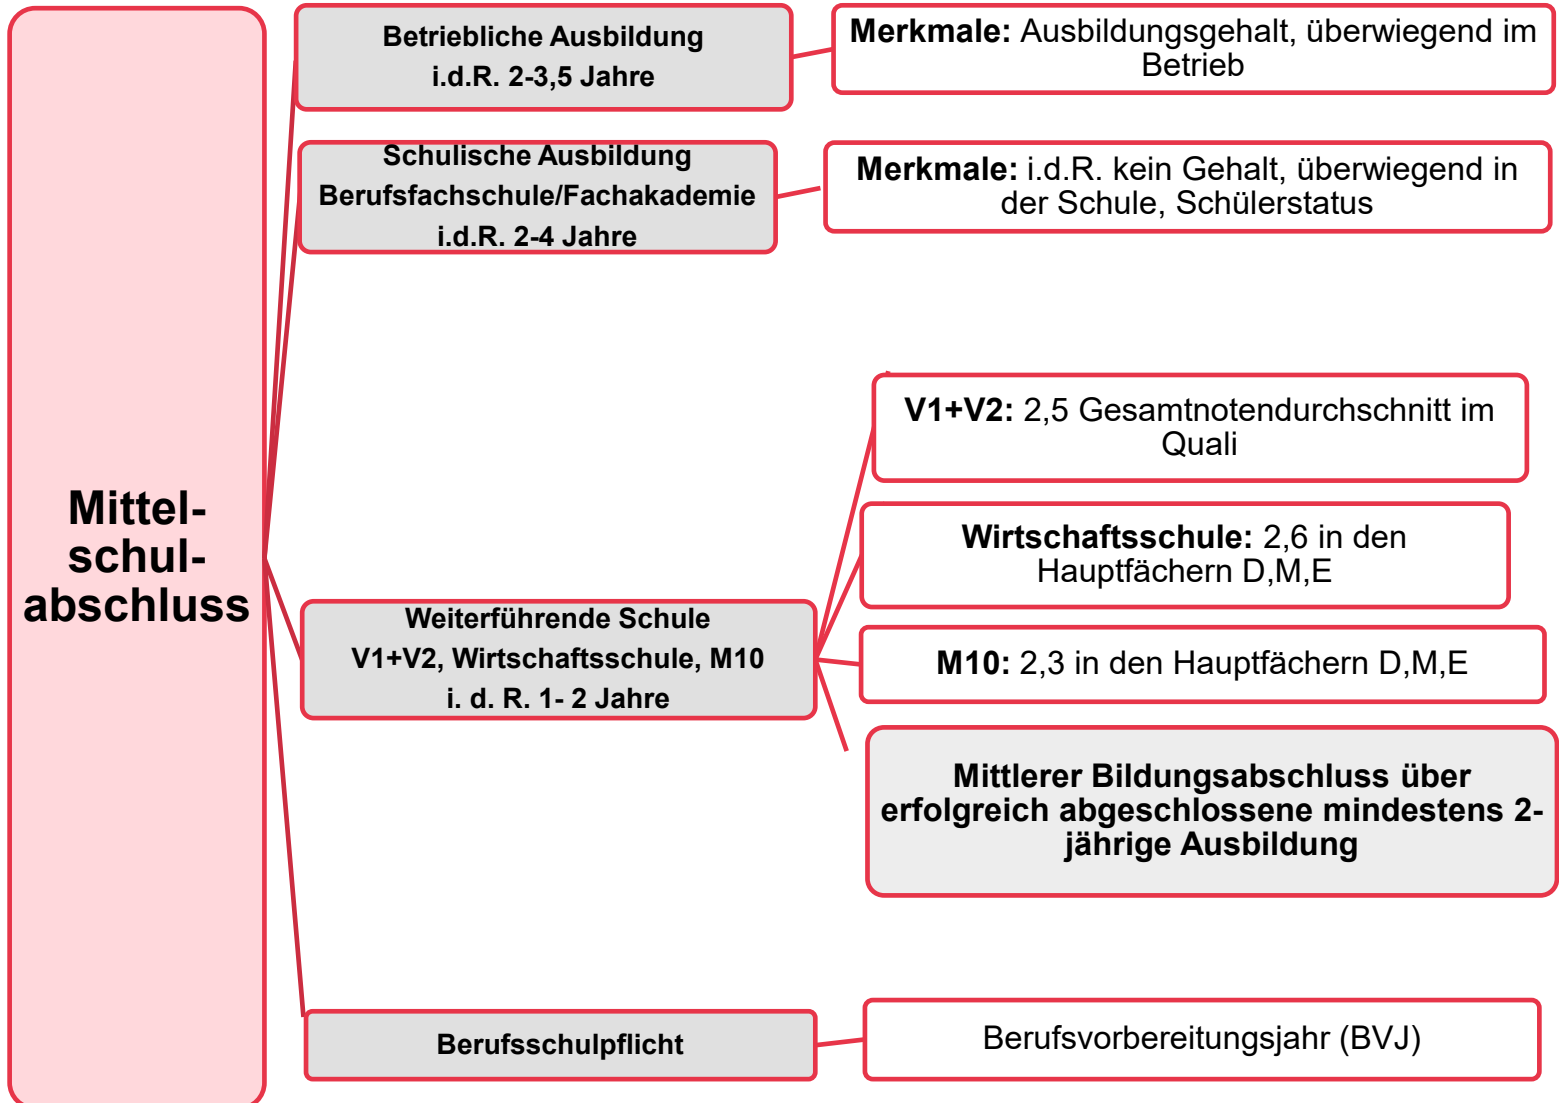 Mittel-
schul-
abschluss
Betriebliche Ausbildung
i.d.R. 2-3,5 Jahre
Merkmale: Ausbildungsgehalt, überwiegend im
Betrieb
Schulische Ausbildung
Berufsfachschule/Fachakademie
i.d.R. 2-4 Jahre
Merkmale: i.d.R. kein Gehalt, überwiegend in
der Schule, Schülerstatus
Weiterführende Schule
V1+V2, Wirtschaftsschule, M10
i. d. R. 1- 2 Jahre
V1+V2: 2,5 Gesamtnotendurchschnitt im
Quali
Wirtschaftsschule: 2,6 in den
Hauptfächern D,M,E
M10: 2,3 in den Hauptfächern D,M,E
Mittlerer Bildungsabschluss über
erfolgreich abgeschlossene mindestens 2-
jährige Ausbildung
Berufsschulpflicht
Berufsvorbereitungsjahr (BVJ)